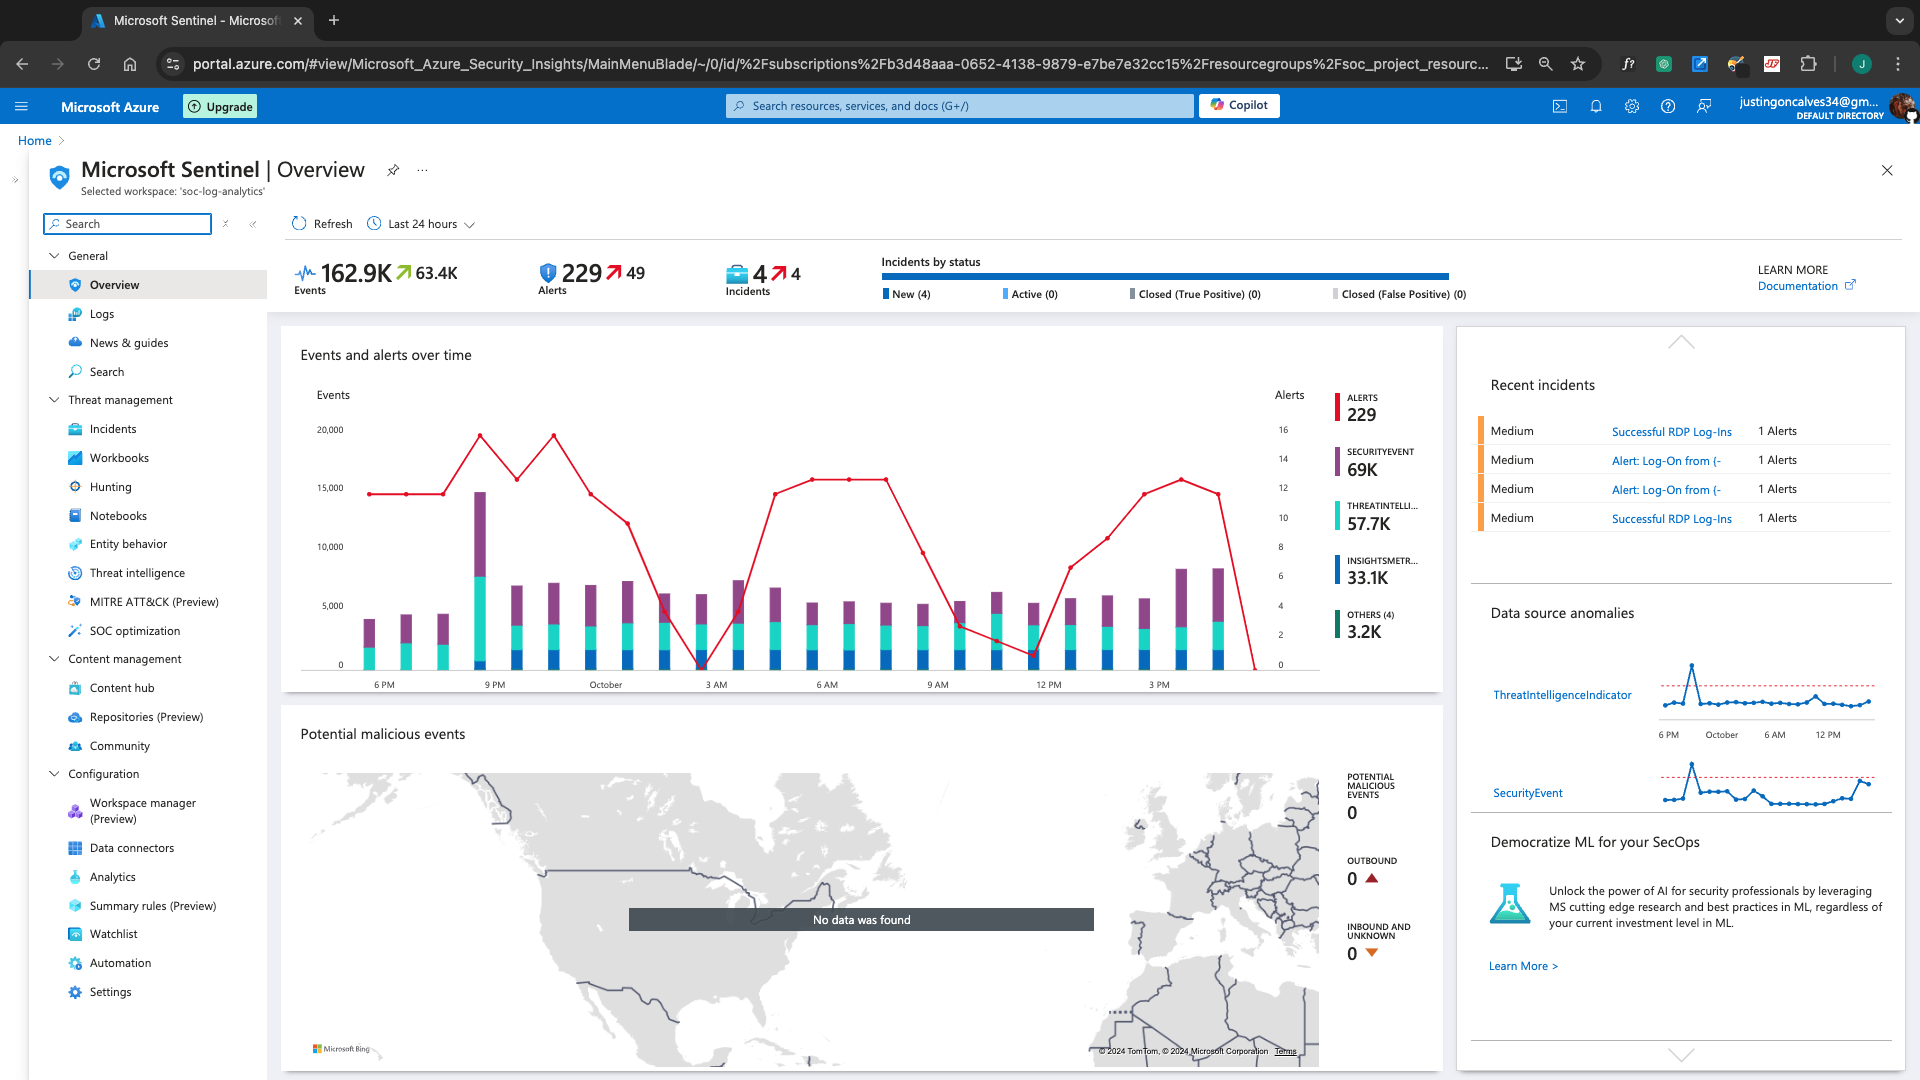 Microsoft Sentinel - Microsoft
portal.azure.com/#view/Microsoft_Azure_Security_Insights/MainMenuBlade/~/0/id/%2Fsubscriptions%2Fb3d48aaa-0652-4138-9879-e7be7e32cc15%2Fresourcegroups%2Fsoc_project_resourc...
f?
JF
J
Microsoft Azure
Upgrade
Search resources, services, and docs (G+/)
Copilot
justingoncalves34@gm...
DEFAULT DIRECTORY
Home
Microsoft Sentinel | Overview
...
Selected workspace: 'soc-log-analytics'
Search
General
Overview
Logs
News & guides
Search
Threat management
Incidents
Workbooks
Hunting
Notebooks
Entity behavior
Threat intelligence
MITRE ATT&CK (Preview)
SOC optimization
Content management
Content hub
Repositories (Preview)
Community
Configuration
Workspace manager
(Preview)
Data connectors
Analytics
Summary rules (Preview)
Watchlist
Automation
Settings
Refresh
Last 24 hours
162.9K 63.4K
Events
229 49
Alerts
4 4
Incidents
Incidents by status
New (4)
Active (0)
Closed (True Positive) (0)
Closed (False Positive) (0)
LEARN MORE
Documentation
Events and alerts over time
Events
Alerts
20,000
15,000
10,000
5,000
0
16
14
12
10
8
6
4
2
0
6 PM
9 PM
October
3 AM
6 AM
9 AM
12 PM
3 PM
ALERTS
229
SECURITYEVENT
69K
THREATINTELLI...
57.7K
INSIGHTSMETR...
33.1K
OTHERS (4)
3.2K
Potential malicious events
No data was found
Microsoft Bing
© 2024 TomTom, © 2024 Microsoft Corporation Terms
POTENTIAL
MALICIOUS
EVENTS
0
OUTBOUND
0
INBOUND AND
UNKNOWN
0
Recent incidents
Medium Successful RDP Log-Ins 1 Alerts
Medium Alert: Log-On from (- 1 Alerts
Medium Alert: Log-On from (- 1 Alerts
Medium Successful RDP Log-Ins 1 Alerts
Data source anomalies
ThreatIntelligenceIndicator
6 PM
October
6 AM
12 PM
SecurityEvent
Democratize ML for your SecOps
Unlock the power of AI for security professionals by leveraging
MS cutting edge research and best practices in ML, regardless of
your current investment level in ML.
Learn More >